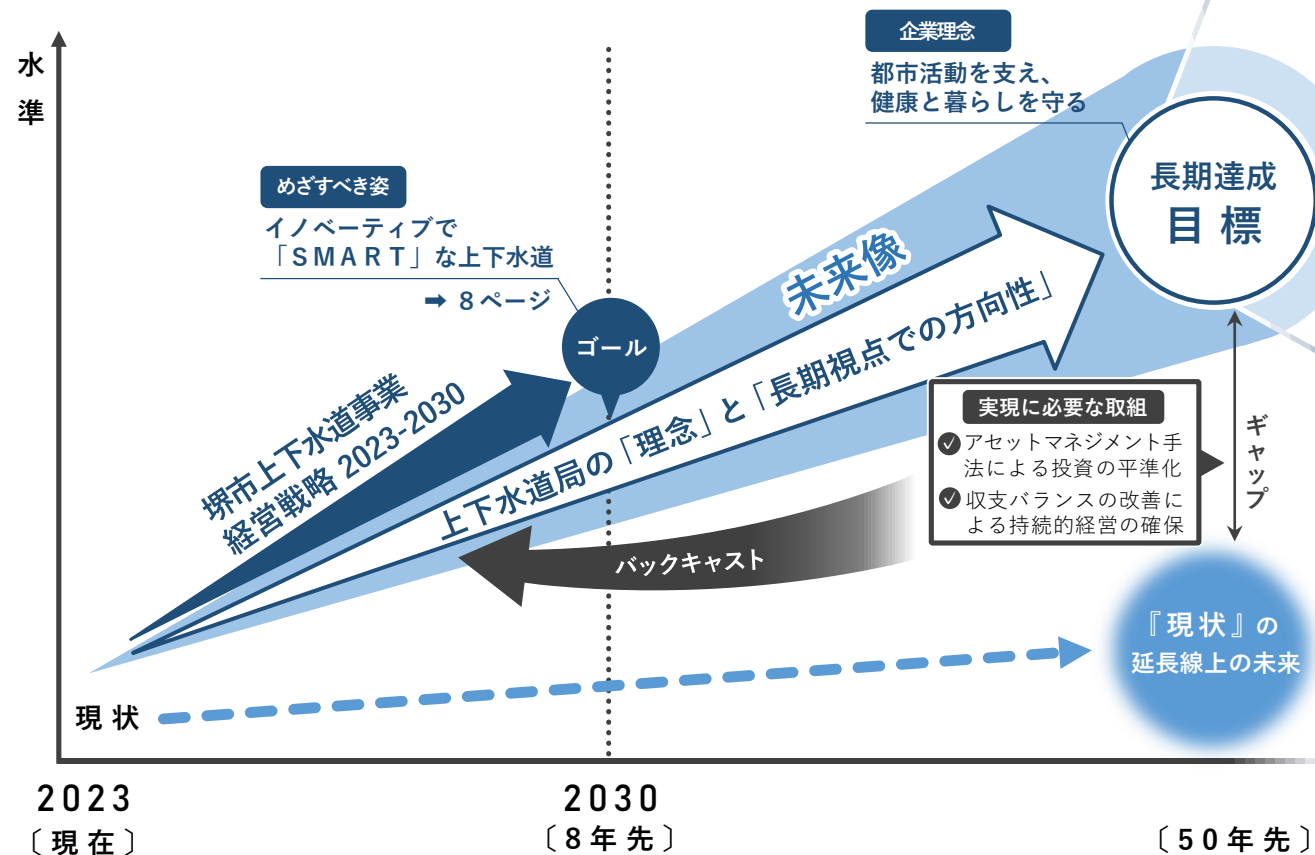 水
準
企業理念
都市活動を支え、
健康と暮らしを守る
長期達成
目標
めざすべき姿
イノベーティブで
「SMART」な上下水道
➡ 8ページ
ゴール
未来像
堺市上下水道事業
経営戦略 2023-2030
上下水道局の「理念」と「長期視点での方向性」
実現に必要な取組
アセットマネジメント手
法による投資の平準化
収支バランスの改善に
よる持続的経営の確保
ギャップ
バックキャスト
『現状』の
延長線上の未来
現状
2023
〔現在〕
2030
〔8年先〕
〔50年先〕